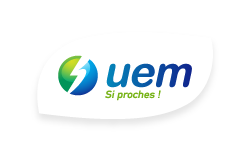 uem
Si proches !